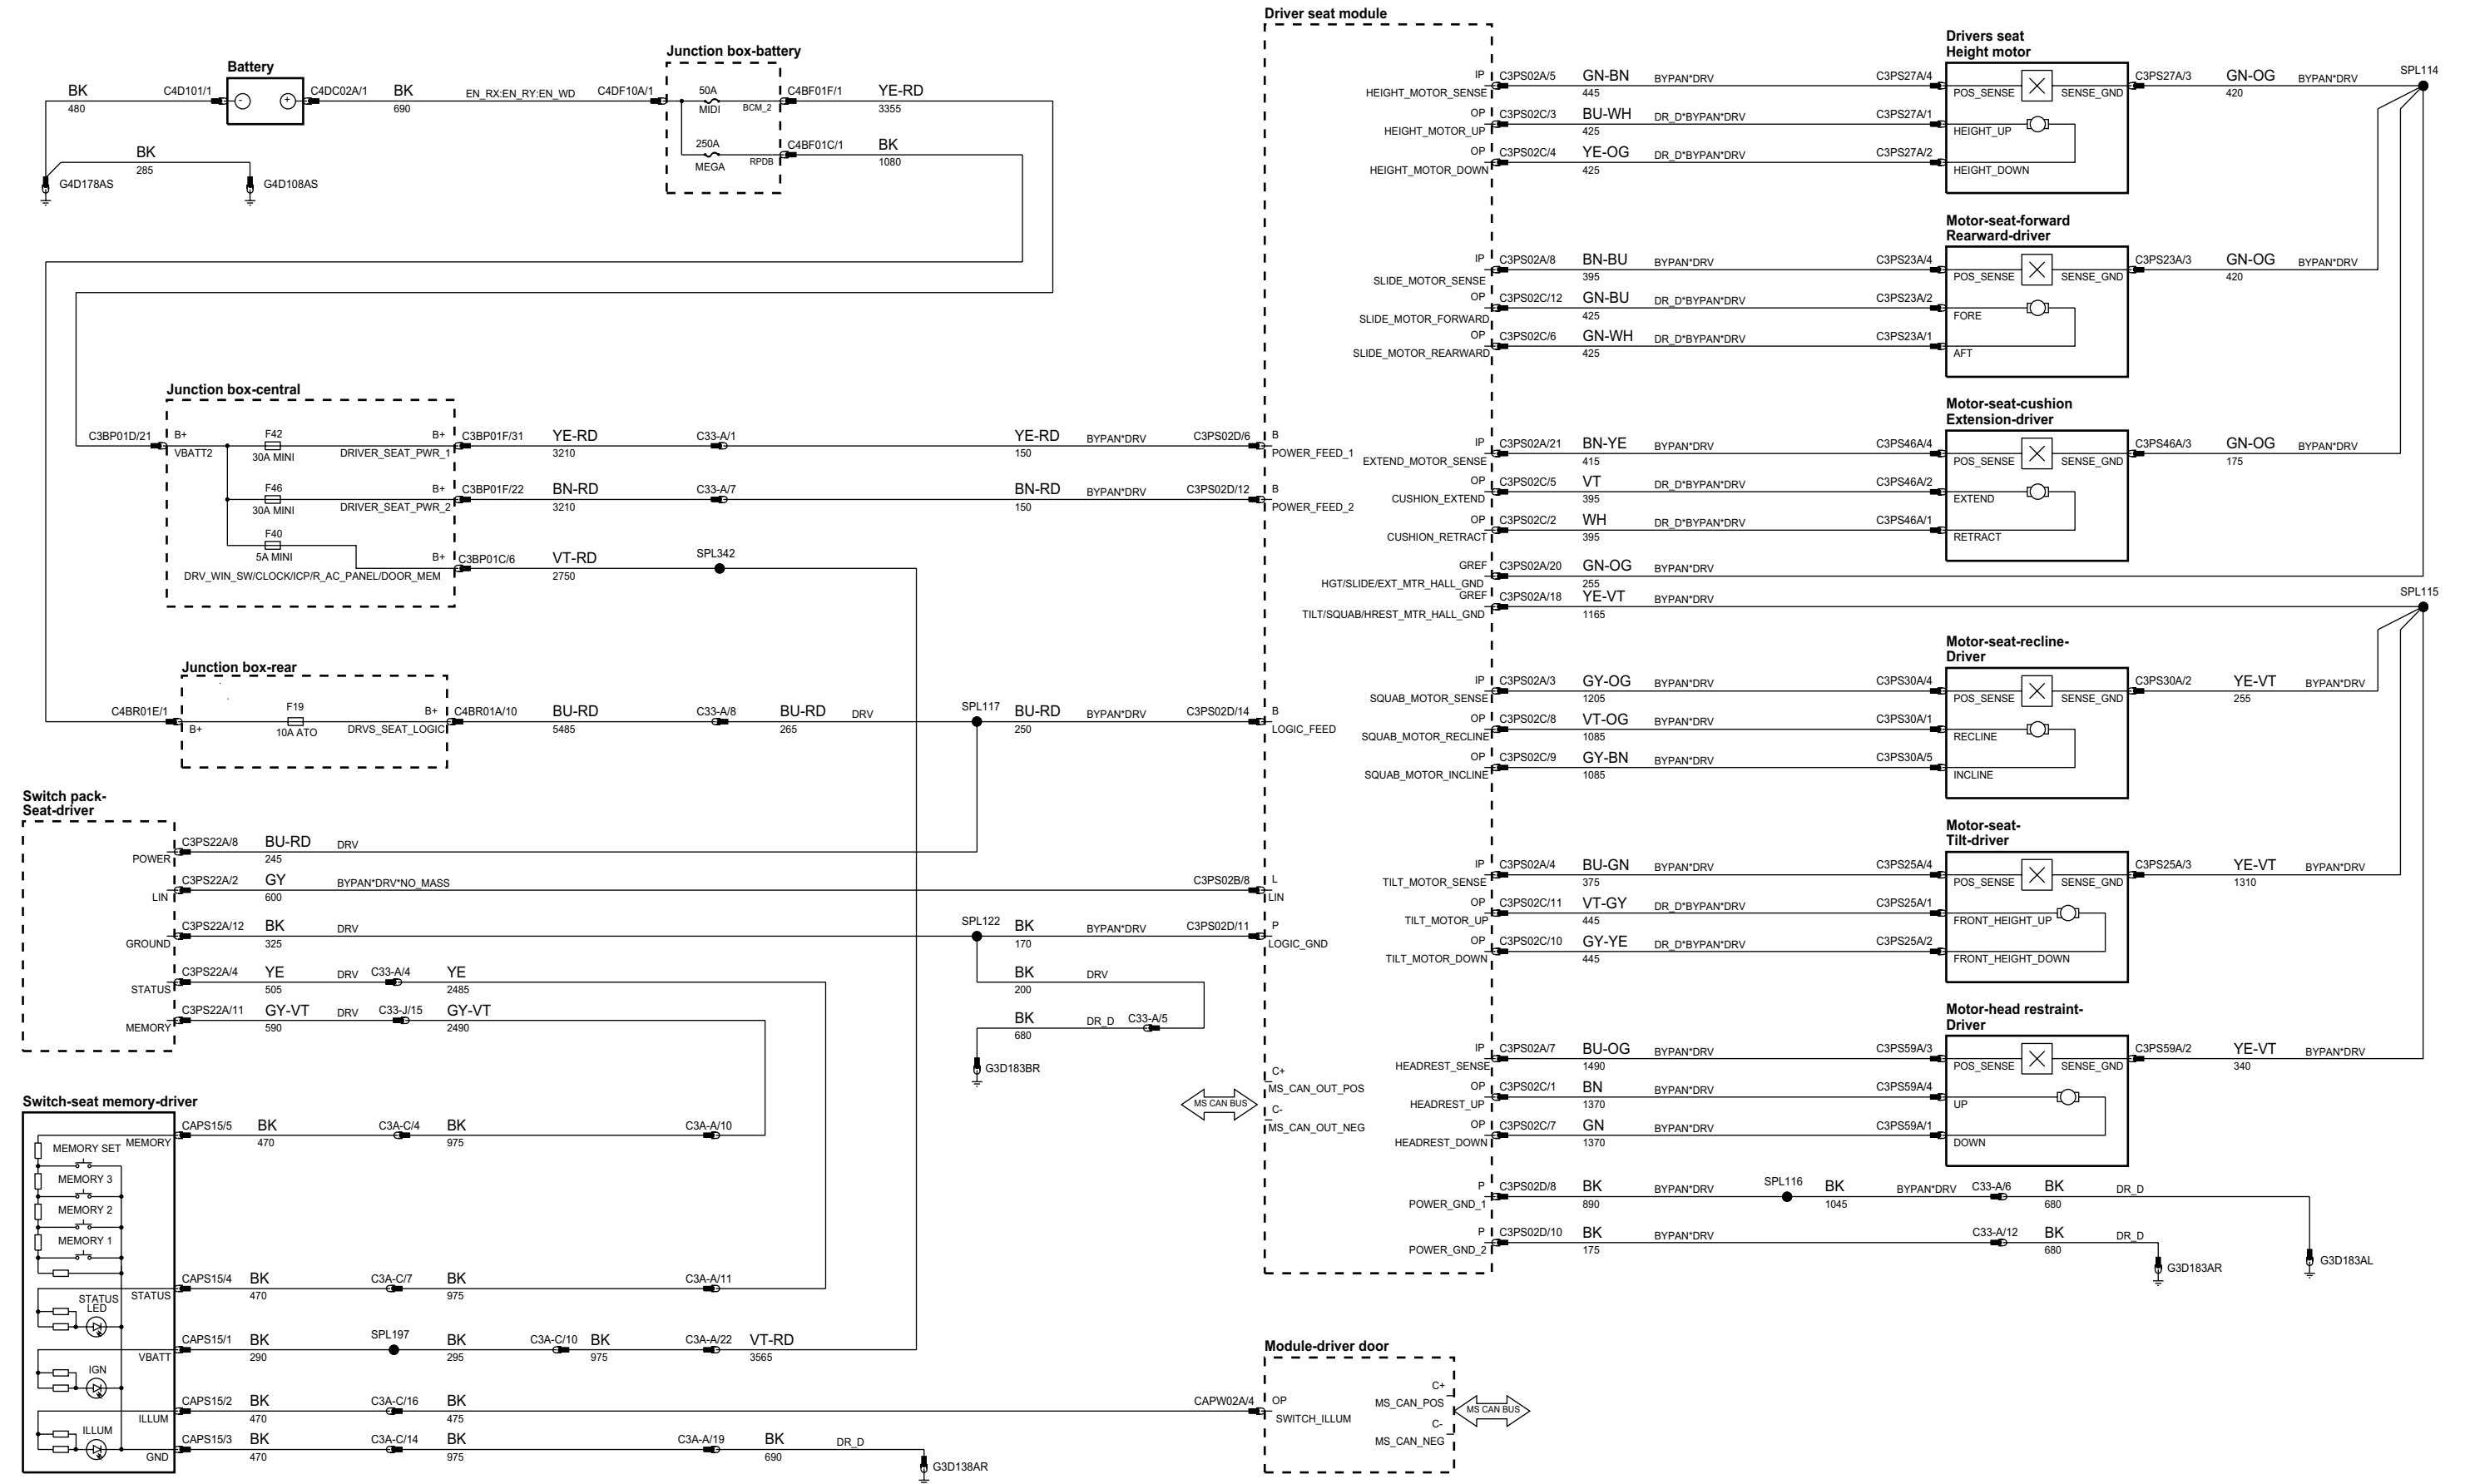 Battery
BK
480
C4D101/1
-
+
C4DC02A/1
BK
690
EN_RX:EN_RY:EN_WD
C4DF10A/1
BK
285
G4D178AS
G4D108AS
Junction box-battery
50A
MIDI
BCM_2
C4BF01F/1
YE-RD
3355
250A
MEGA
RPDB
C4BF01C/1
BK
1080
Junction box-central
C3BP01D/21
B+
VBATT2
F42
30A MINI
B+
DRIVER_SEAT_PWR_1
C3BP01F/31
YE-RD
3210
C33-A/1
YE-RD
150
BYPAN*DRV
C3PS02D/6
F46
30A MINI
B+
DRIVER_SEAT_PWR_2
C3BP01F/22
BN-RD
3210
C33-A/7
BN-RD
150
BYPAN*DRV
C3PS02D/12
F40
5A MINI
B+
DRV_WIN_SW/CLOCK/ICP/R_AC_PANEL/DOOR_MEM
C3BP01C/6
VT-RD
2750
SPL342
Junction box-rear
C4BR01E/1
B+
F19
10A ATO
B+
DRVS_SEAT_LOGIC
C4BR01A/10
BU-RD
5485
C33-A/8
BU-RD
265
DRV
SPL117
BU-RD
250
BYPAN*DRV
C3PS02D/14
Switch pack-
Seat-driver
POWER
C3PS22A/8
BU-RD
245
DRV
LIN
C3PS22A/2
GY
600
BYPAN*DRV*NO_MASS
C3PS02B/8
GROUND
C3PS22A/12
BK
325
DRV
SPL122
BK
170
BYPAN*DRV
C3PS02D/11
STATUS
C3PS22A/4
YE
505
DRV
C33-A/4
YE
2485
BK
200
DRV
MEMORY
C3PS22A/11
GY-VT
590
DRV
C33-J/15
GY-VT
2490
BK
680
DR_D
C33-A/5
G3D183BR
Switch-seat memory-driver
MEMORY
CAPS15/5
BK
470
C3A-C/4
BK
975
C3A-A/10
MEMORY SET
MEMORY 3
MEMORY 2
MEMORY 1
STATUS
CAPS15/4
BK
470
C3A-C/7
BK
975
C3A-A/11
STATUS
LED
VBATT
CAPS15/1
BK
290
SPL197
BK
295
C3A-C/10
BK
975
C3A-A/22
VT-RD
3565
IGN
ILLUM
CAPS15/2
BK
470
C3A-C/16
BK
475
CAPW02A/4
ILLUM
GND
CAPS15/3
BK
470
C3A-C/14
BK
975
C3A-A/19
BK
690
DR_D
G3D138AR
Driver seat module
B
POWER_FEED_1
B
POWER_FEED_2
B
LOGIC_FEED
L
LIN
P
LOGIC_GND
C+
MS_CAN_OUT_POS
C-
MS_CAN_OUT_NEG
MS CAN BUS
IP
HEIGHT_MOTOR_SENSE
C3PS02A/5
GN-BN
445
BYPAN*DRV
C3PS27A/4
OP
HEIGHT_MOTOR_UP
C3PS02C/3
BU-WH
425
DR_D*BYPAN*DRV
C3PS27A/1
OP
HEIGHT_MOTOR_DOWN
C3PS02C/4
YE-OG
425
DR_D*BYPAN*DRV
C3PS27A/2
Drivers seat
Height motor
POS_SENSE
SENSE_GND
HEIGHT_UP
HEIGHT_DOWN
C3PS27A/3
GN-OG
420
BYPAN*DRV
SPL114
IP
SLIDE_MOTOR_SENSE
C3PS02A/8
BN-BU
395
BYPAN*DRV
C3PS23A/4
OP
SLIDE_MOTOR_FORWARD
C3PS02C/12
GN-BU
425
DR_D*BYPAN*DRV
C3PS23A/2
OP
SLIDE_MOTOR_REARWARD
C3PS02C/6
GN-WH
425
DR_D*BYPAN*DRV
C3PS23A/1
Motor-seat-forward
Rearward-driver
POS_SENSE
SENSE_GND
FORE
AFT
C3PS23A/3
GN-OG
420
BYPAN*DRV
IP
EXTEND_MOTOR_SENSE
C3PS02A/21
BN-YE
415
BYPAN*DRV
C3PS46A/4
OP
CUSHION_EXTEND
C3PS02C/5
VT
395
DR_D*BYPAN*DRV
C3PS46A/2
OP
CUSHION_RETRACT
C3PS02C/2
WH
395
DR_D*BYPAN*DRV
C3PS46A/1
Motor-seat-cushion
Extension-driver
POS_SENSE
SENSE_GND
EXTEND
RETRACT
C3PS46A/3
GN-OG
175
BYPAN*DRV
GREF
HGT/SLIDE/EXT_MTR_HALL_GND
C3PS02A/20
GN-OG
255
BYPAN*DRV
GREF
TILT/SQUAB/HREST_MTR_HALL_GND
C3PS02A/18
YE-VT
1165
BYPAN*DRV
SPL115
IP
SQUAB_MOTOR_SENSE
C3PS02A/3
GY-OG
1205
BYPAN*DRV
C3PS30A/4
OP
SQUAB_MOTOR_RECLINE
C3PS02C/8
VT-OG
1085
BYPAN*DRV
C3PS30A/1
OP
SQUAB_MOTOR_INCLINE
C3PS02C/9
GY-BN
1085
BYPAN*DRV
C3PS30A/5
Motor-seat-recline-
Driver
POS_SENSE
SENSE_GND
RECLINE
INCLINE
C3PS30A/2
YE-VT
255
BYPAN*DRV
IP
TILT_MOTOR_SENSE
C3PS02A/4
BU-GN
375
BYPAN*DRV
C3PS25A/4
OP
TILT_MOTOR_UP
C3PS02C/11
VT-GY
445
DR_D*BYPAN*DRV
C3PS25A/1
OP
TILT_MOTOR_DOWN
C3PS02C/10
GY-YE
445
DR_D*BYPAN*DRV
C3PS25A/2
Motor-seat-
Tilt-driver
POS_SENSE
SENSE_GND
FRONT_HEIGHT_UP
FRONT_HEIGHT_DOWN
C3PS25A/3
YE-VT
1310
BYPAN*DRV
IP
HEADREST_SENSE
C3PS02A/7
BU-OG
1490
BYPAN*DRV
C3PS59A/3
OP
HEADREST_UP
C3PS02C/1
BN
1370
BYPAN*DRV
C3PS59A/4
OP
HEADREST_DOWN
C3PS02C/7
GN
1370
BYPAN*DRV
C3PS59A/1
Motor-head restraint-
Driver
POS_SENSE
SENSE_GND
UP
DOWN
C3PS59A/2
YE-VT
340
BYPAN*DRV
P
POWER_GND_1
C3PS02D/8
BK
890
BYPAN*DRV
SPL116
BK
1045
BYPAN*DRV
C33-A/6
BK
680
DR_D
G3D183AL
P
POWER_GND_2
C3PS02D/10
BK
175
BYPAN*DRV
C33-A/12
BK
680
DR_D
G3D183AR
Module-driver door
OP
SWITCH_ILLUM
C+
MS_CAN_POS
C-
MS_CAN_NEG
MS CAN BUS